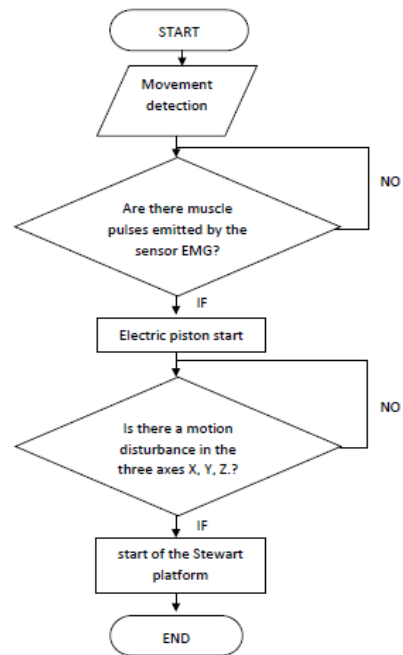 START
Movement
detection
NO
Are there muscle
pulses emitted by the
sensor EMG?
IF
Electric piston start
NO
Is there a motion
disturbance in the
three axes X, Y, Z.?
IF
start of the Stewart
platform
END